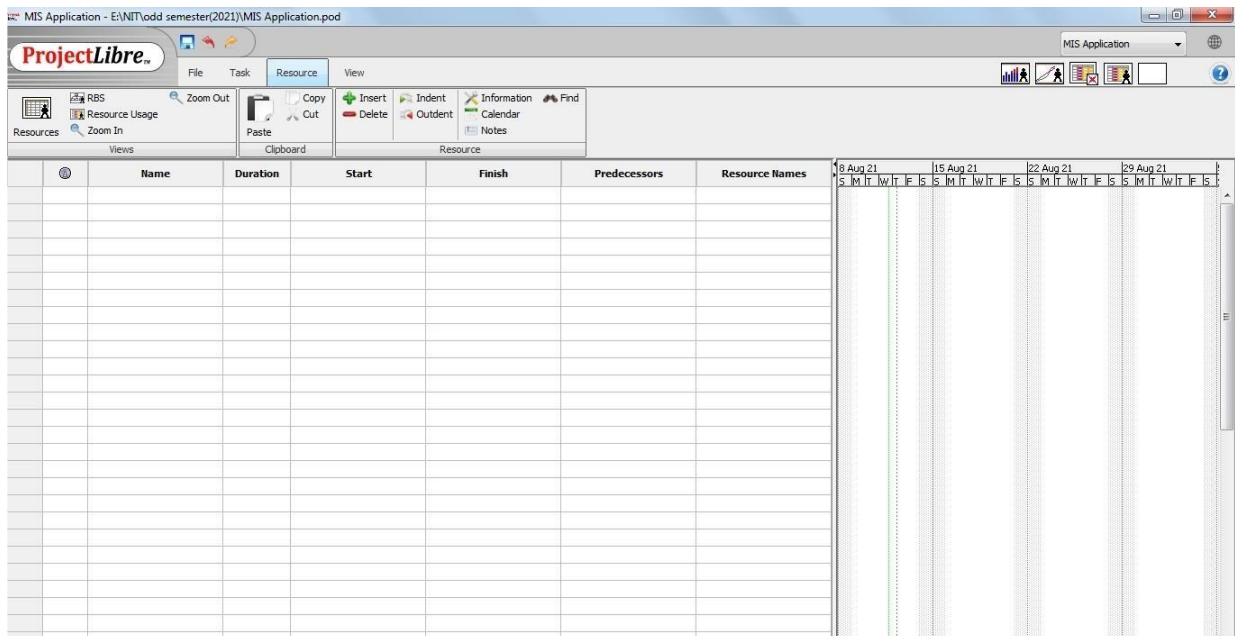 MIS Application - E:\NIT\odd semester(2021)\MIS Application.pod
ProjectLibre
MIS Application
File Task Resource View
RBS Zoom Out Copy Insert Indent Information Find
Resource Usage Cut Delete Outdent Calendar
Resources Zoom In Paste Notes
Views Clipboard Resource
Name Duration Start Finish Predecessors Resource Names
8 Aug 21 15 Aug 21 22 Aug 21 29 Aug 21
S M T W T F S S M T W T F S S M T W T F S S M T W T F S